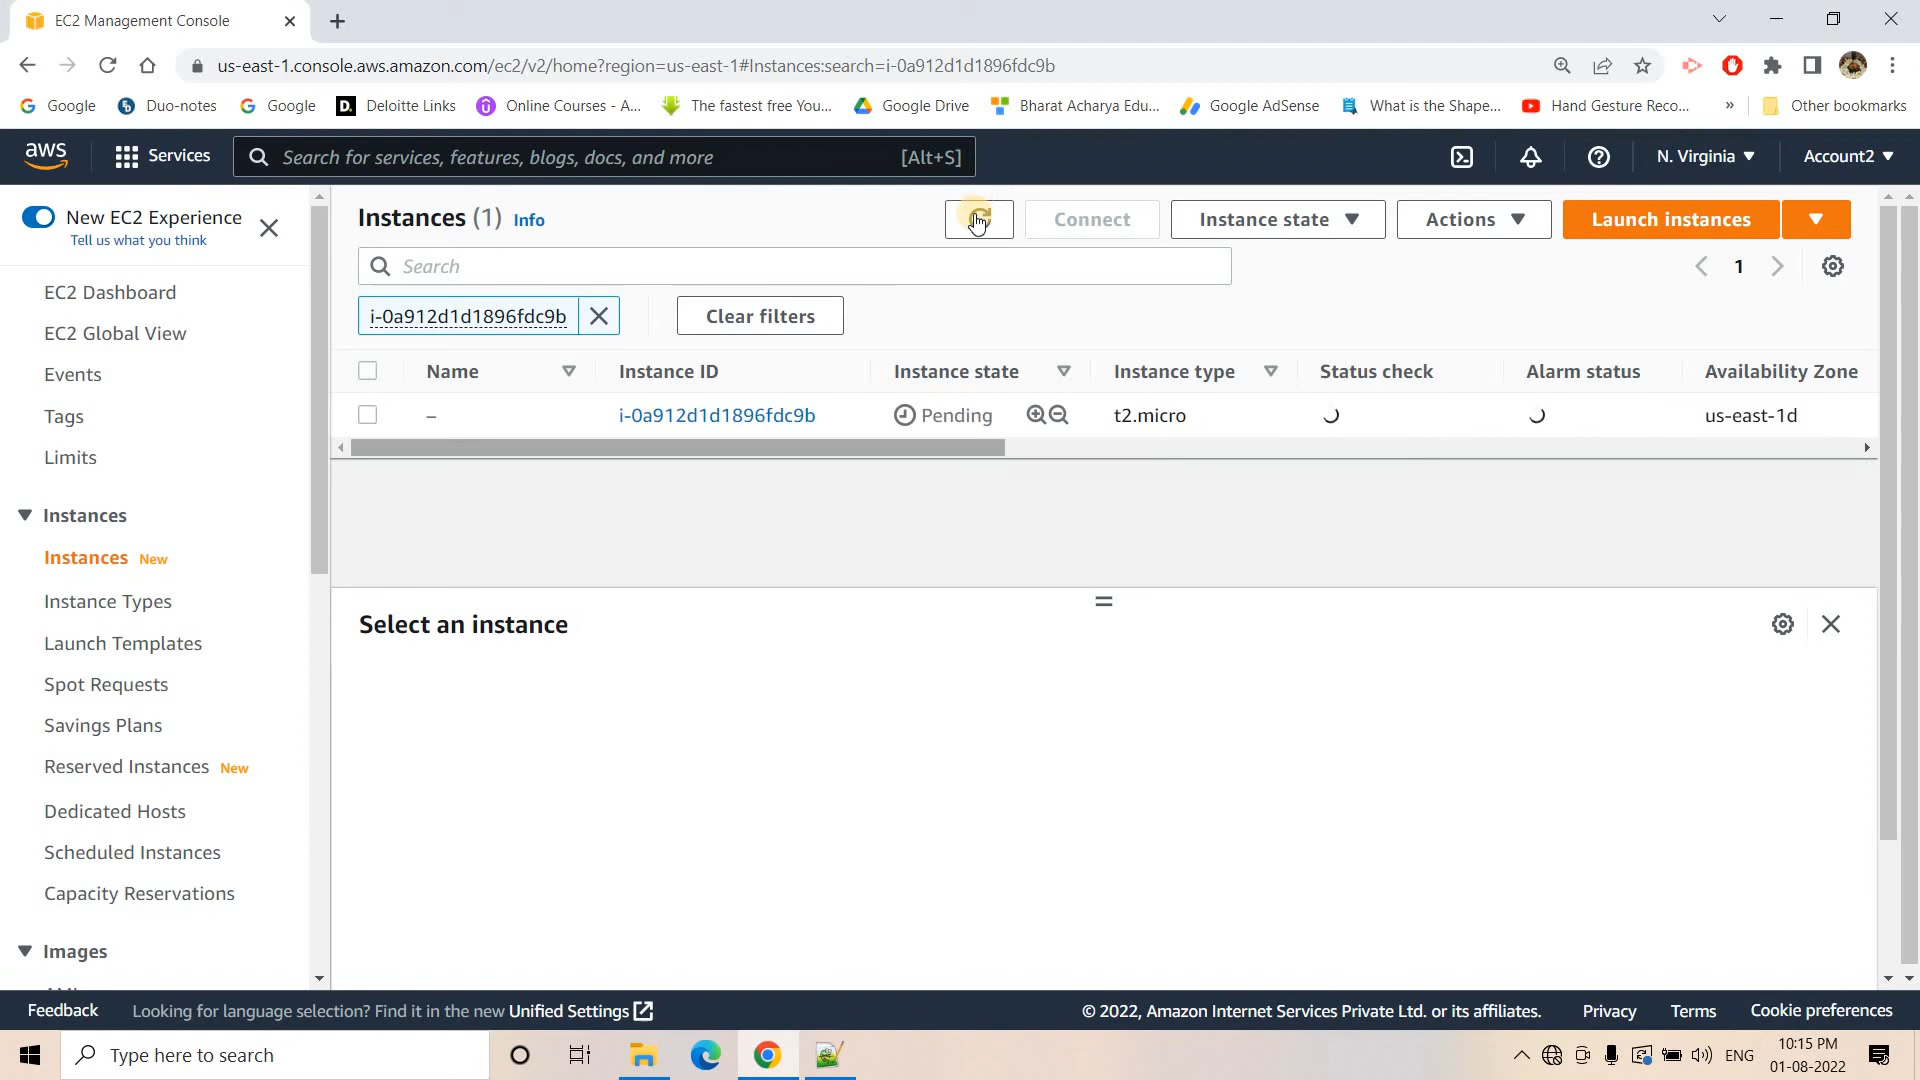 EC2 Management Console
us-east-1.console.aws.amazon.com/ec2/v2/home?region=us-east-1#Instances:search=i-0a912d1d1896fdc9b
Google
Duo-notes
Google
Deloitte Links
Online Courses - A...
The fastest free You...
Google Drive
Bharat Acharya Edu...
Google AdSense
What is the Shape...
Hand Gesture Reco...
»
Other bookmarks
aws
Services
Search for services, features, blogs, docs, and more
[Alt+S]
N. Virginia
Account2
New EC2 Experience
Tell us what you think
EC2 Dashboard
EC2 Global View
Events
Tags
Limits
Instances
Instances New
Instance Types
Launch Templates
Spot Requests
Savings Plans
Reserved Instances New
Dedicated Hosts
Scheduled Instances
Capacity Reservations
Images
Instances (1) Info
Connect
Instance state
Actions
Launch instances
Search
1
i-0a912d1d1896fdc9b
Clear filters
Name
Instance ID
Instance state
Instance type
Status check
Alarm status
Availability Zone
–
i-0a912d1d1896fdc9b
Pending
t2.micro
us-east-1d
Select an instance
Feedback
Looking for language selection? Find it in the new Unified Settings
© 2022, Amazon Internet Services Private Ltd. or its affiliates.
Privacy
Terms
Cookie preferences
Type here to search
ENG
10:15 PM
01-08-2022